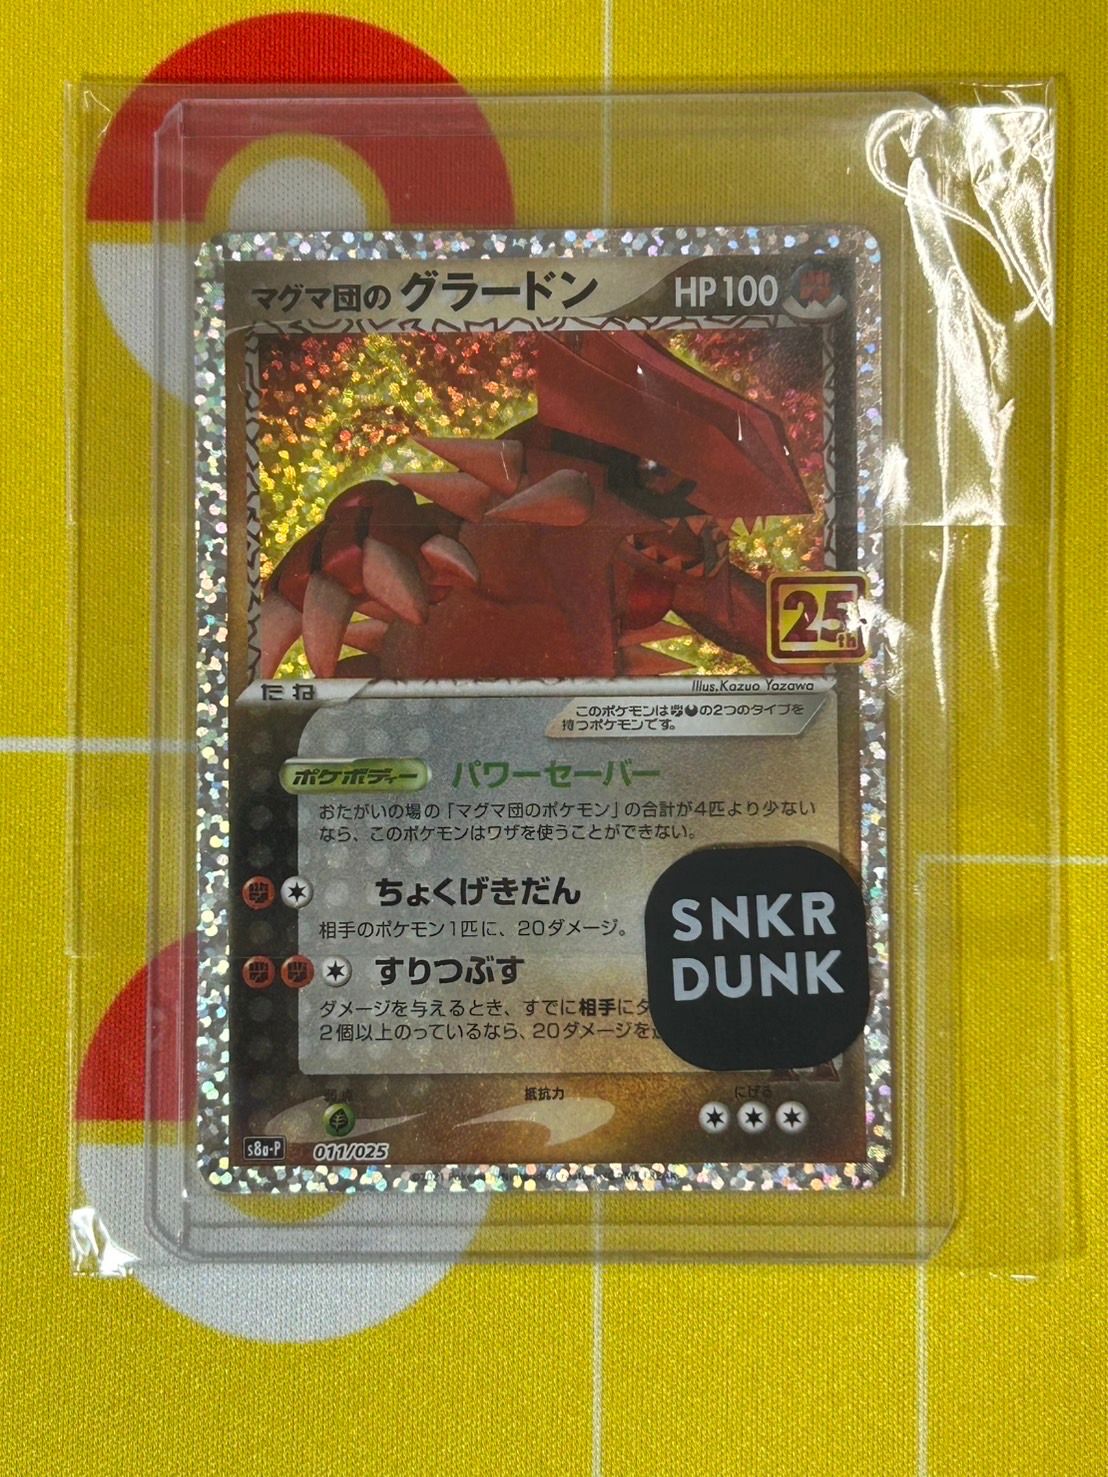 マグマ団の グラードン HP100
25th
たね
Illus.Kazuo Yazawa
このポケモンは の2つのタイプを
持つポケモンです。
ポケボディー パワーセーバー
おたがいの場の「マグマ団のポケモン」の合計が4匹より少ない
なら、このポケモンはワザを使うことができない。
ちょくげきだん
相手のポケモン1匹に、20ダメージ。
すりつぶす
ダメージを与えるとき、すでに相手に
2個以上のっているなら、20ダメージを
SNKR
DUNK
抵抗力 にげる
s8a-P 011/025